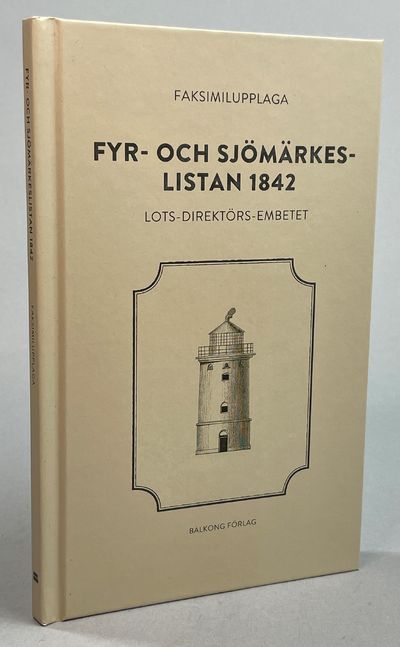 FAKSIMILUPPLAGA
FYR- OCH SJÖMÄRKES-
LISTAN 1842
LOTS-DIREKTÖRS-EMBETET
BALKONG FÖRLAG
FYR- OCH SJÖMÄRKESLISTAN 1842
FAKSIMILUPPLAGA